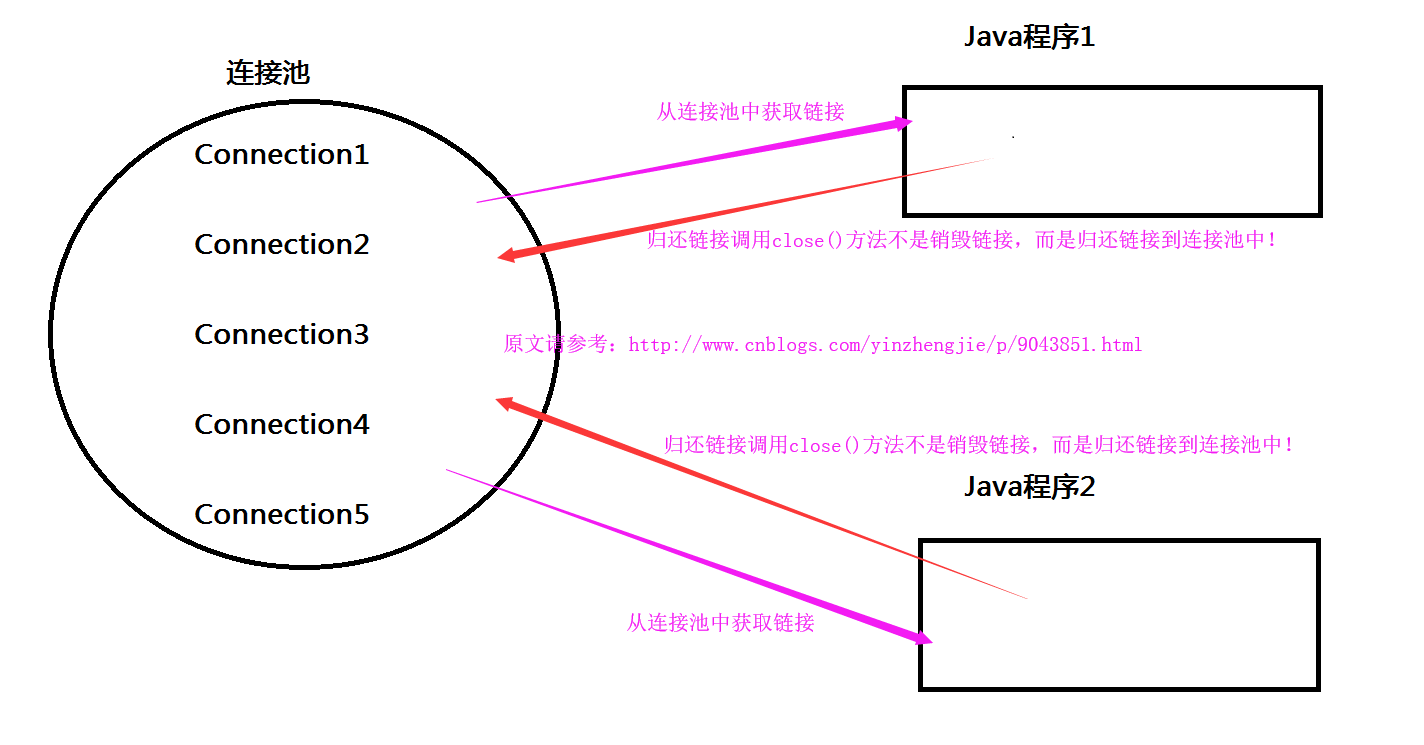 Java程序1
连接池
从连接池中获取链接
Connection1
Connection2
归还链接调用close()方法不是销毁链接，而是归还链接到连接池中！
Connection3
原文请参考：http://www.cnblogs.com/yinzhengjie/p/9043851.html
Connection4
归还链接调用close()方法不是销毁链接，而是归还链接到连接池中！
Java程序2
Connection5
从连接池中获取链接